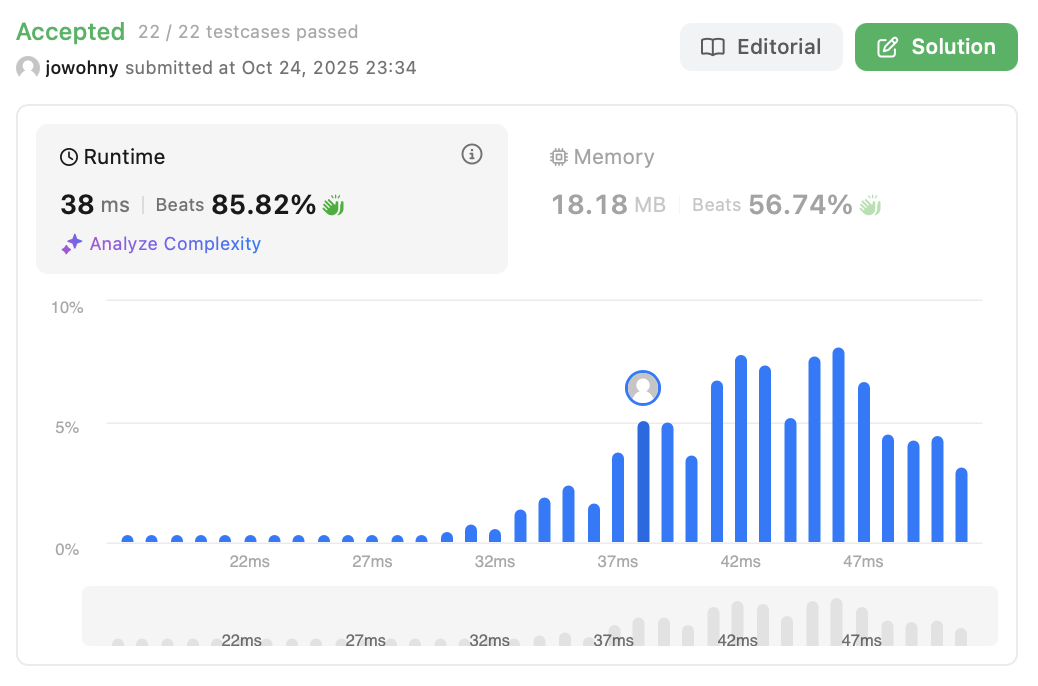 Accepted 22 / 22 testcases passed
jowohny submitted at Oct 24, 2025 23:34
Editorial
Solution
Runtime
38 ms | Beats 85.82%
Analyze Complexity
Memory
18.18 MB | Beats 56.74%
10%
5%
0%
22ms 27ms 32ms 37ms 42ms 47ms
22ms 27ms 32ms 37ms 42ms 47ms